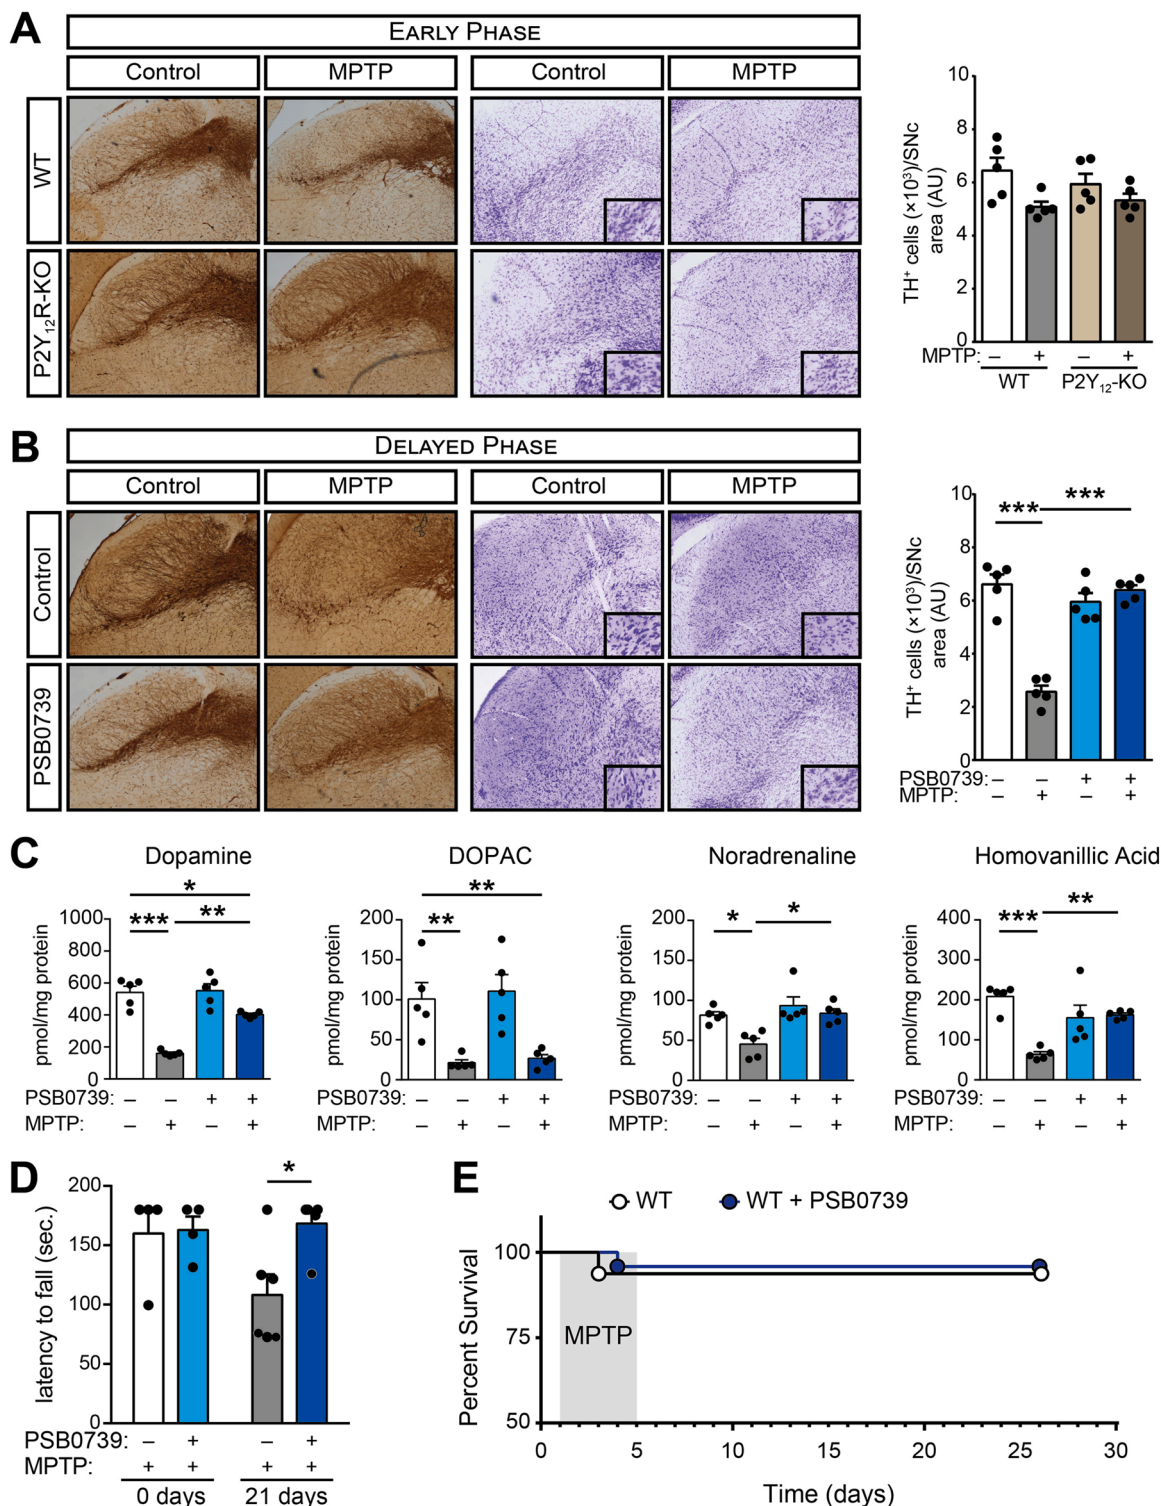 A
EARLY PHASE
Control MPTP Control MPTP
WT
P2Y12R-KO
TH+ cells (×10³)/SNc
area (AU)
10
8
6
4
2
0
MPTP: – + – +
WT P2Y12-KO
B
DELAYED PHASE
Control MPTP Control MPTP
Control
PSB0739
TH+ cells (×10³)/SNc
area (AU)
10
8
6
4
2
0
*** ***
PSB0739: – – + +
MPTP: – + – +
C
Dopamine
pmol/mg protein
1000
800
600
400
200
0
*
*** **
PSB0739: – – + +
MPTP: – + – +
DOPAC
pmol/mg protein
200
150
100
50
0
**
**
– – + +
– + – +
Noradrenaline
pmol/mg protein
200
150
100
50
0
* *
PSB0739: – – + +
MPTP: – + – +
Homovanillic Acid
pmol/mg protein
400
300
200
100
0
*** **
PSB0739: – – + +
MPTP: – + – +
D
latency to fall (sec.)
200
150
100
50
0
*
PSB0739: – + – +
MPTP: + + + +
0 days 21 days
E
WT WT + PSB0739
Percent Survival
100
75
50
MPTP
0 5 10 15 20 25 30
Time (days)